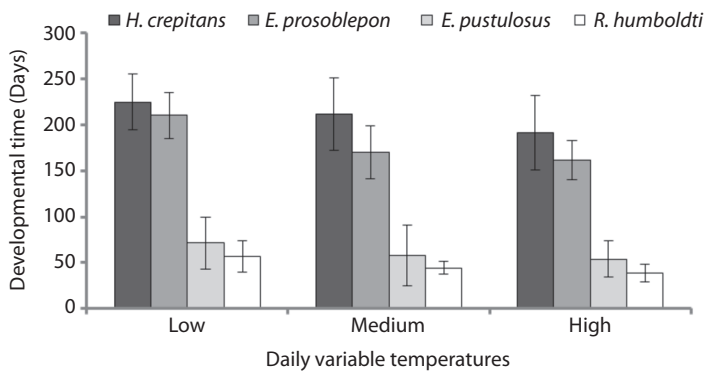 H. crepitans E. prosoblepon E. pustulosus R. humboldti
Developmental time (Days)
300
250
200
150
100
50
0
Low Medium High
Daily variable temperatures